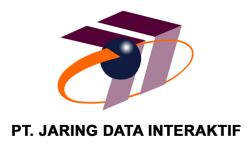 PT. JARING DATA INTERAKTIF